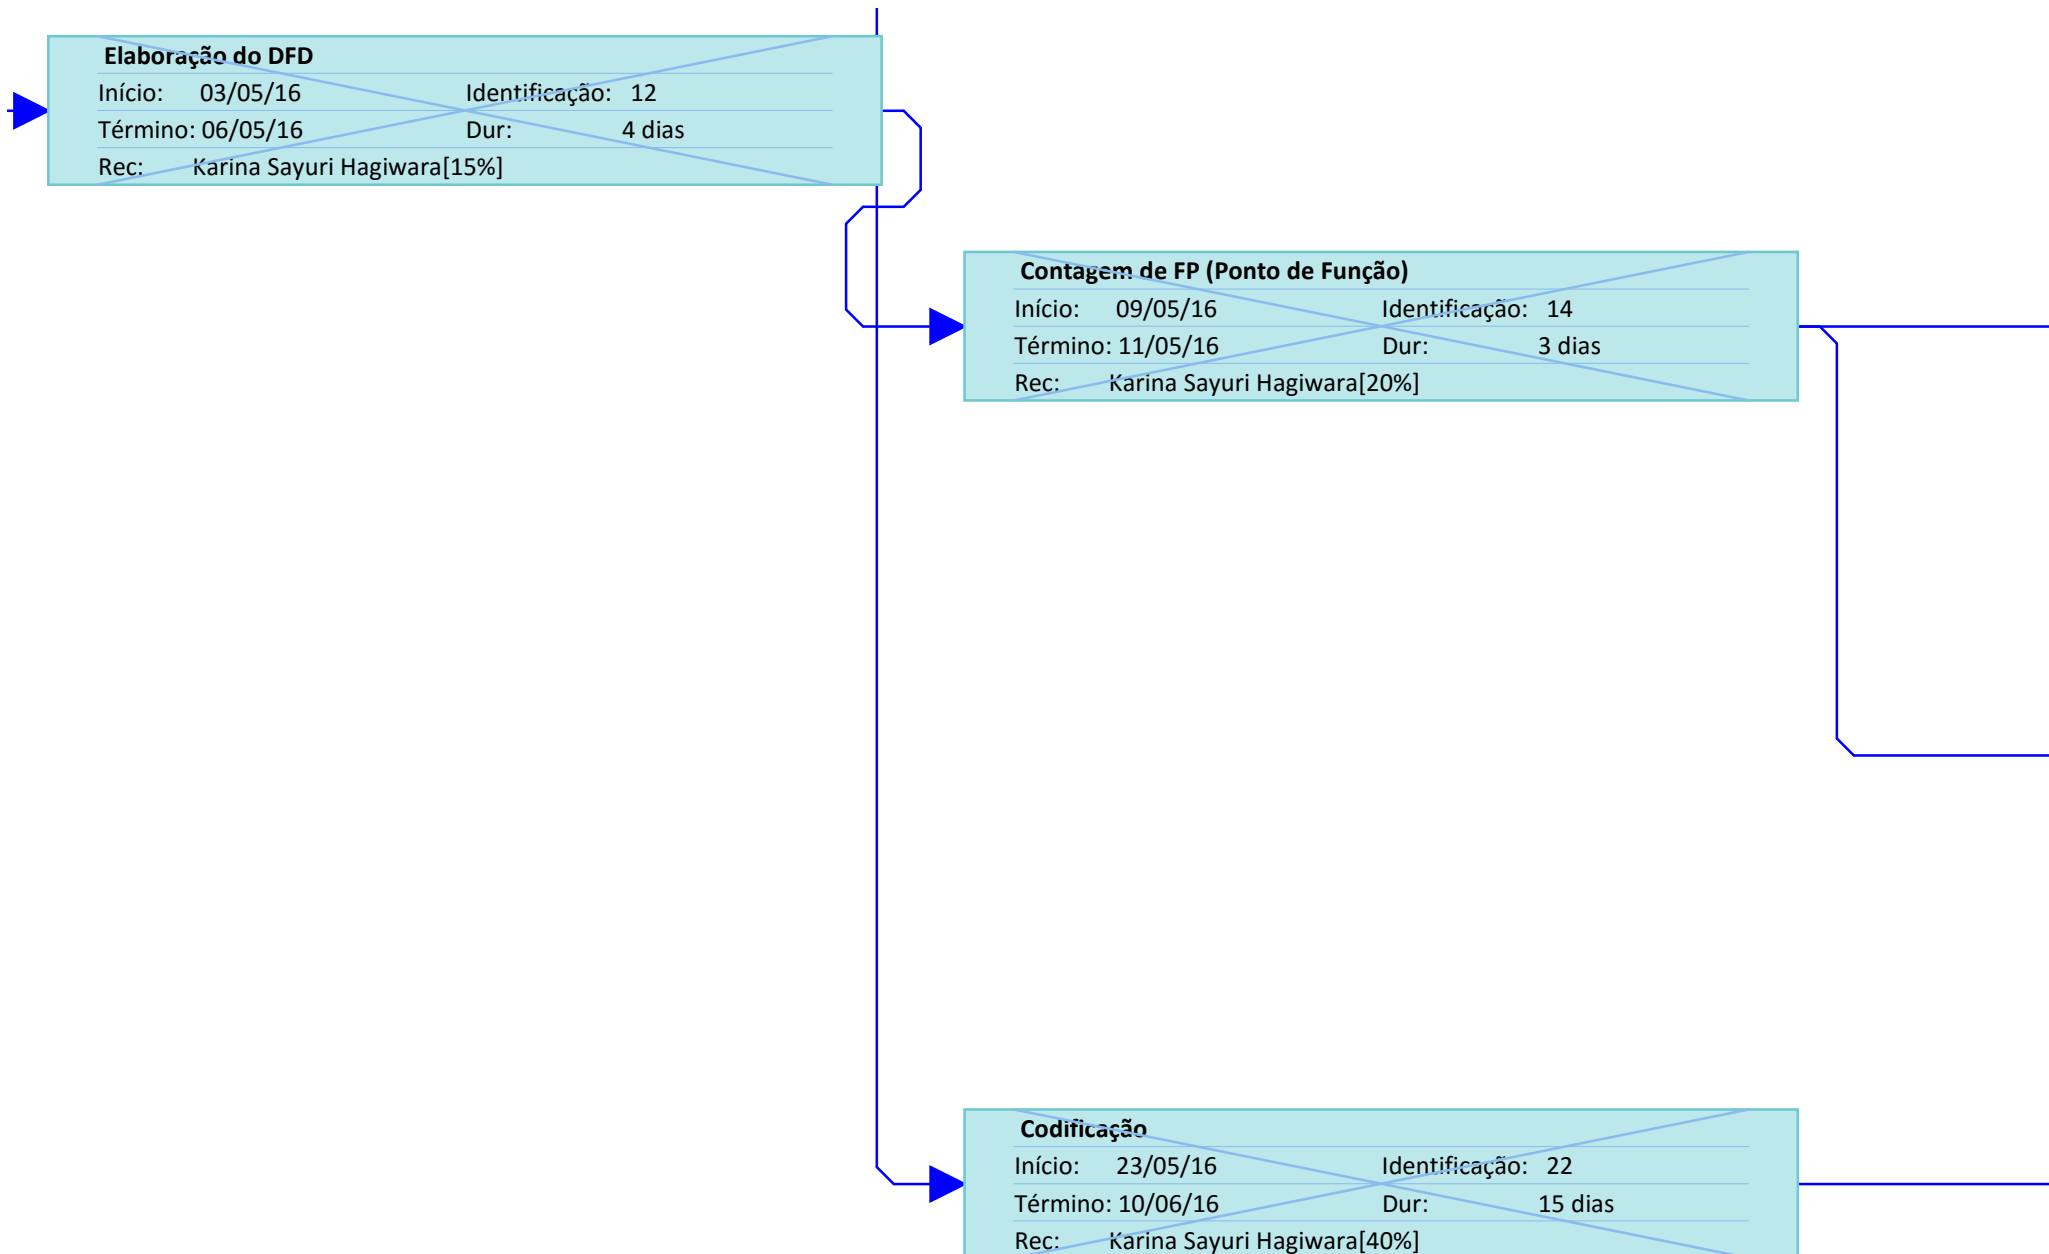 Elaboração do DFD
Início: 03/05/16 Identificação: 12
Término: 06/05/16 Dur: 4 dias
Rec: Karina Sayuri Hagiwara[15%]
Contagem de FP (Ponto de Função)
Início: 09/05/16 Identificação: 14
Término: 11/05/16 Dur: 3 dias
Rec: Karina Sayuri Hagiwara[20%]
Codificação
Início: 23/05/16 Identificação: 22
Término: 10/06/16 Dur: 15 dias
Rec: Karina Sayuri Hagiwara[40%]